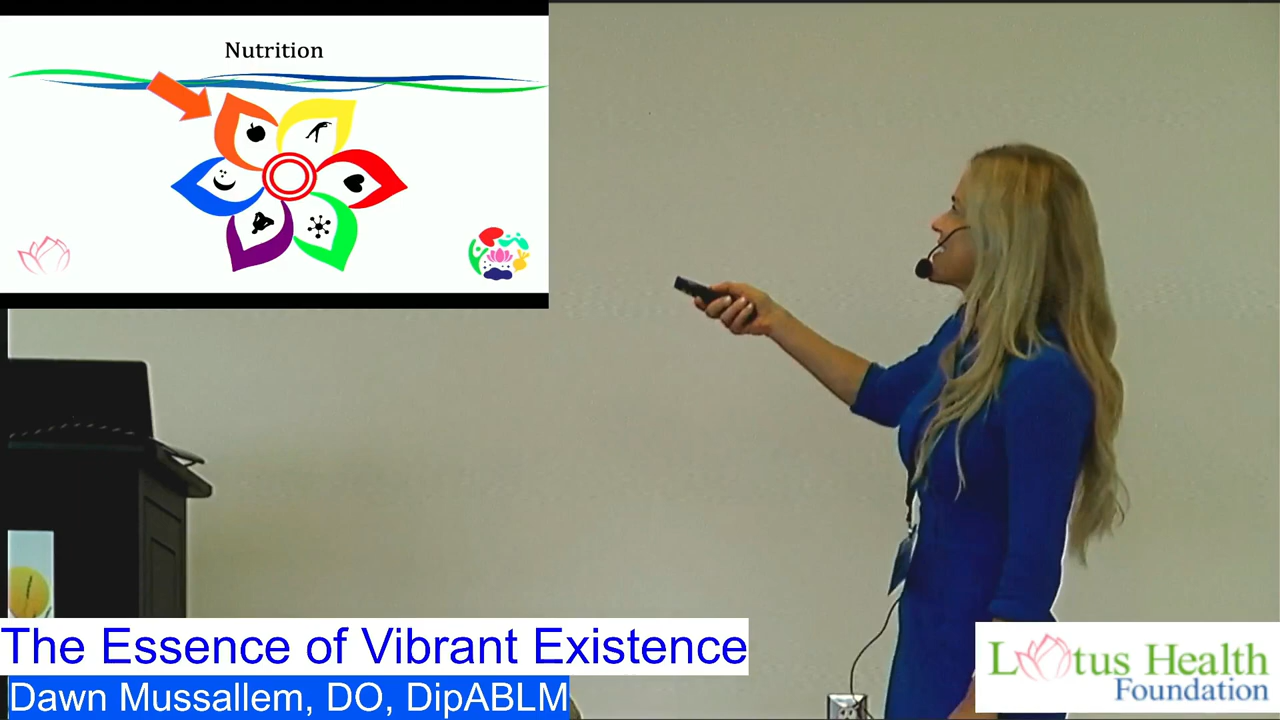 Nutrition
The Essence of Vibrant Existence
Dawn Mussallem, DO, DipABLM
Lotus Health
Foundation